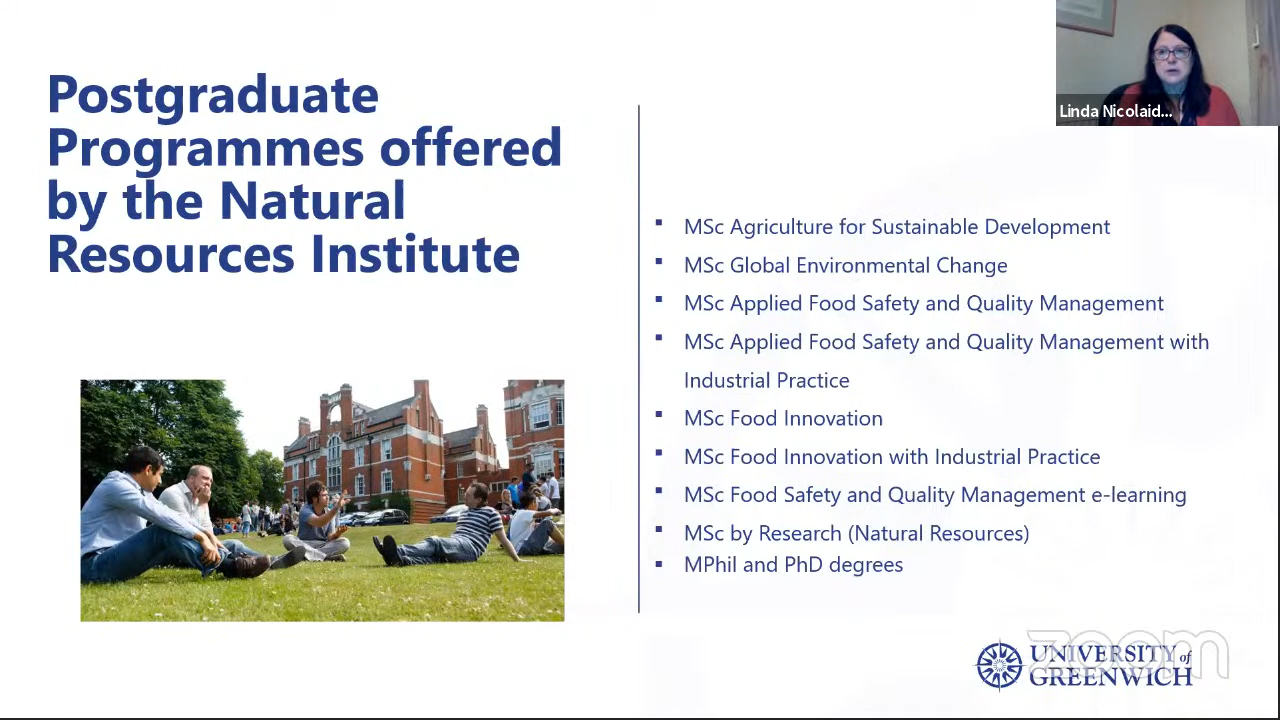 Postgraduate
Programmes offered
by the Natural
Resources Institute
Linda Nicolaid...
▪ MSc Agriculture for Sustainable Development
▪ MSc Global Environmental Change
▪ MSc Applied Food Safety and Quality Management
▪ MSc Applied Food Safety and Quality Management with
Industrial Practice
▪ MSc Food Innovation
▪ MSc Food Innovation with Industrial Practice
▪ MSc Food Safety and Quality Management e-learning
▪ MSc by Research (Natural Resources)
▪ MPhil and PhD degrees
zoom
UNIVERSITY of
GREENWICH